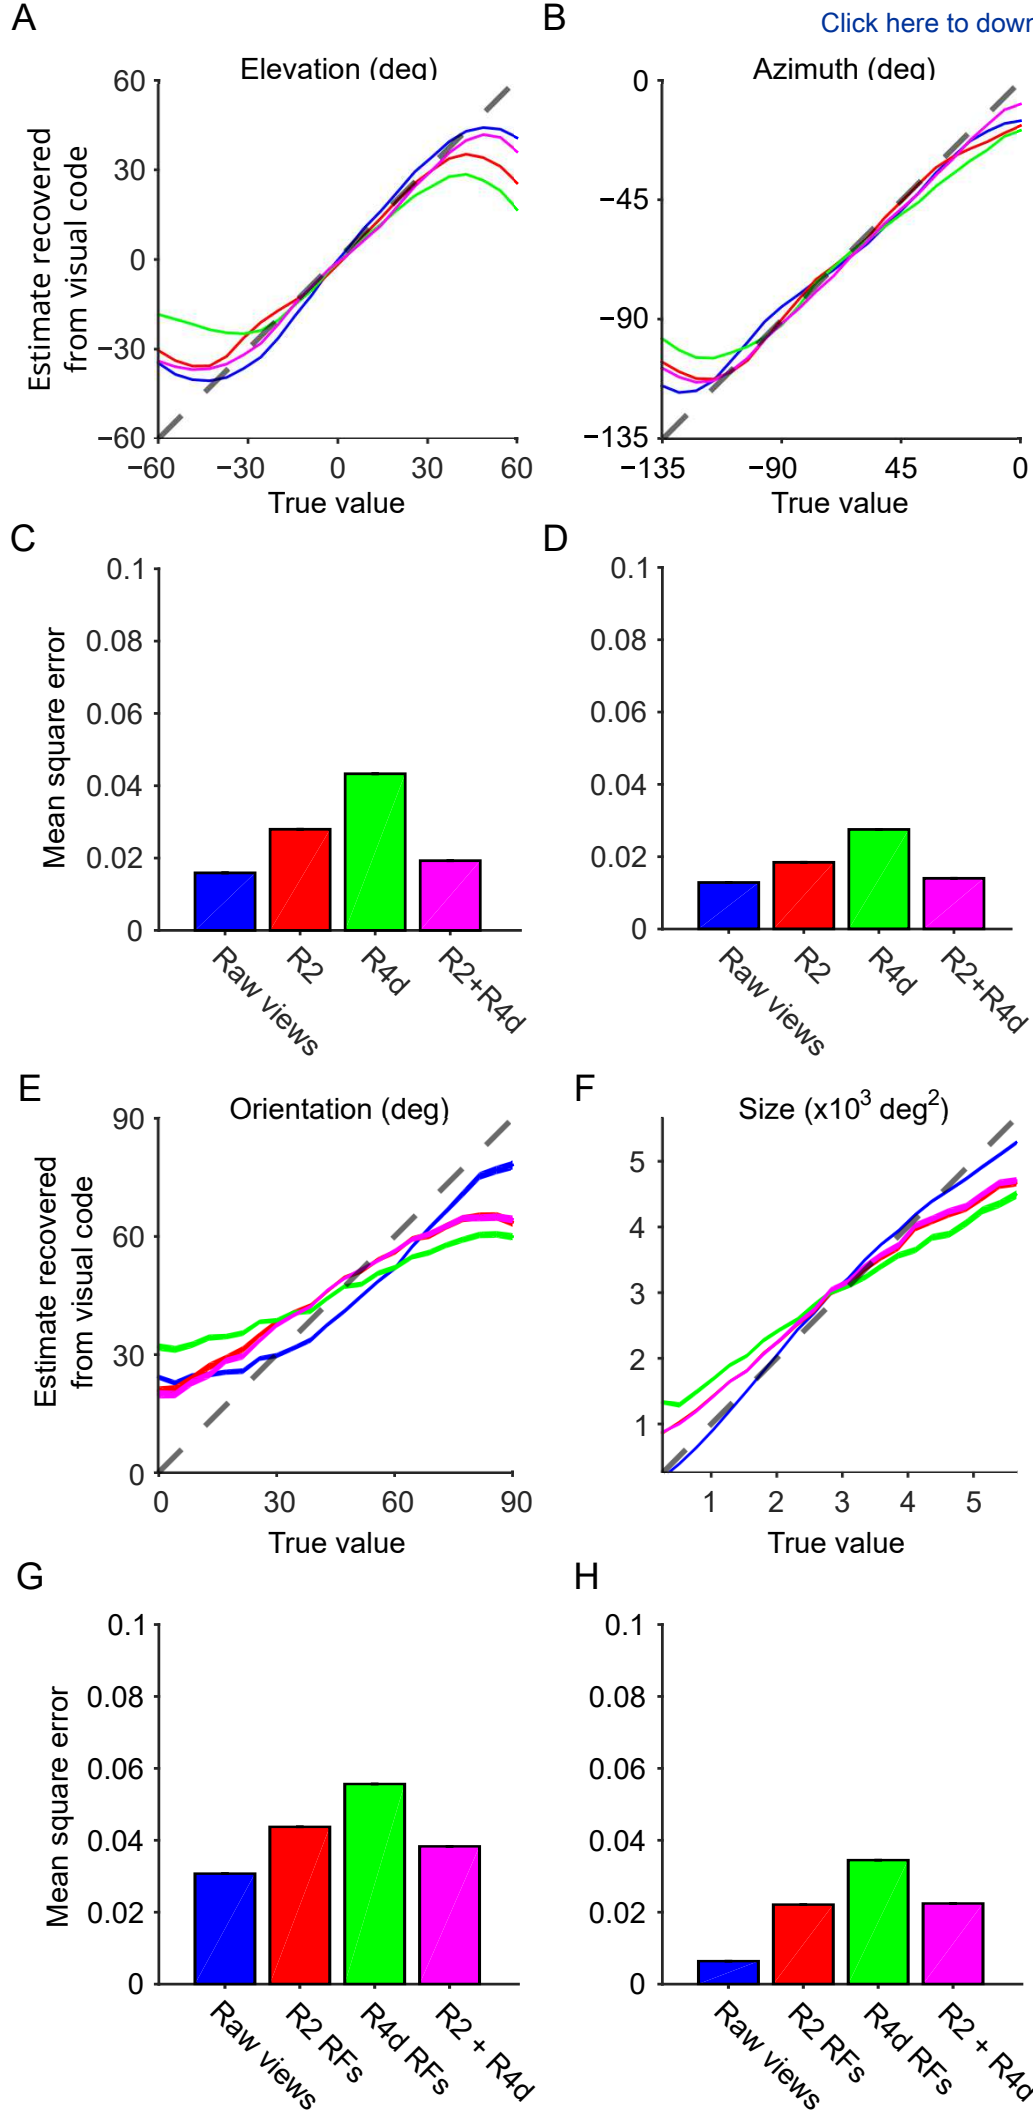 A
B
Click here to down
Elevation (deg)
Azimuth (deg)
Estimate recovered
from visual code
60
30
0
−30
−60
−60 −30 0 30 60
True value
0
−45
−90
−135
−135 −90 45 0
True value
C
D
Mean square error
0.1
0.08
0.06
0.04
0.02
0
Raw views
R2
R4d
R2+R4d
0.1
0.08
0.06
0.04
0.02
0
Raw views
R2
R4d
R2+R4d
E
F
Orientation (deg)
Size (x10³ deg²)
Estimate recovered
from visual code
90
60
30
0
0 30 60 90
True value
5
4
3
2
1
1 2 3 4 5
True value
G
H
Mean square error
0.1
0.08
0.06
0.04
0.02
0
Raw views
R2 RFs
R4d RFs
R2 + R4d
0.1
0.08
0.06
0.04
0.02
0
Raw views
R2 RFs
R4d RFs
R2 + R4d